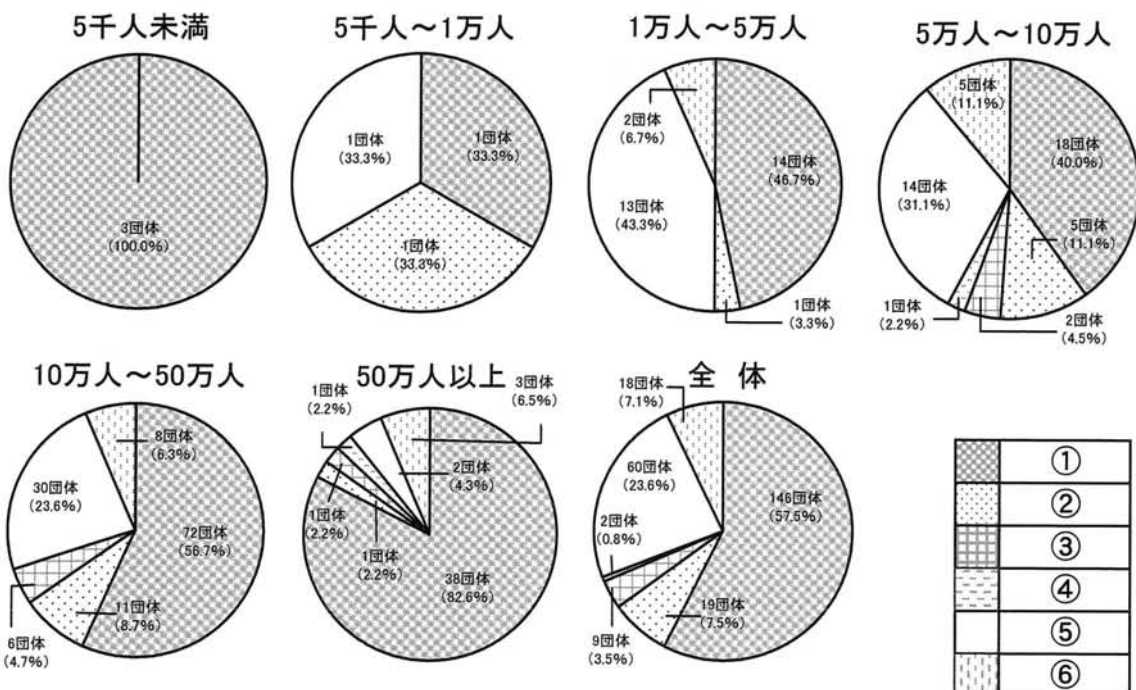 5千人未満
3団体
(100.0%)
5千人～1万人
1団体
(33.3%)
1団体
(33.3%)
1団体
(33.3%)
1万人～5万人
2団体
(6.7%)
14団体
(46.7%)
13団体
(43.3%)
1団体
(3.3%)
5万人～10万人
5団体
(11.1%)
18団体
(40.0%)
14団体
(31.1%)
5団体
(11.1%)
1団体
(2.2%)
2団体
(4.5%)
10万人～50万人
8団体
(6.3%)
30団体
(23.6%)
72団体
(56.7%)
11団体
(8.7%)
6団体
(4.7%)
50万人以上
3団体
(6.5%)
1団体
(2.2%)
2団体
(4.3%)
1団体
(2.2%)
1団体
(2.2%)
38団体
(82.6%)
全 体
18団体
(7.1%)
60団体
(23.6%)
146団体
(57.5%)
2団体
(0.8%)
19団体
(7.5%)
9団体
(3.5%)
①
②
③
④
⑤
⑥